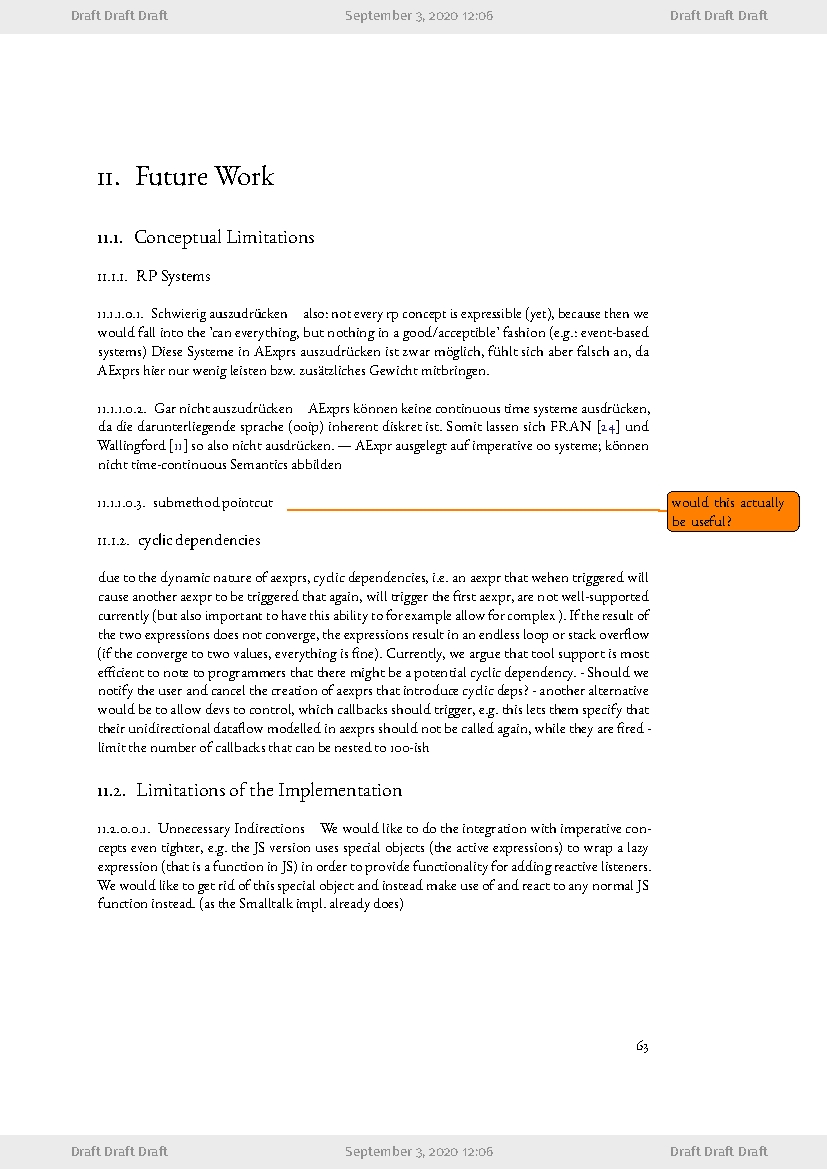 Draft Draft Draft September 3, 2020 12:06 Draft Draft Draft
11. Future Work
11.1. Conceptual Limitations
11.1.1. RP Systems
11.1.1.0.1. Schwierig auszudrücken also: not every rp concept is expressible (yet), because then we
would fall into the 'can everything, but nothing in a good/acceptible' fashion (e.g.: event-based
systems) Diese Systeme in AExprs auszudrücken ist zwar möglich, fühlt sich aber falsch an, da
AExprs hier nur wenig leisten bzw. zusätzliches Gewicht mitbringen.
11.1.1.0.2. Gar nicht auszudrücken AExprs können keine continuous time systeme ausdrücken,
da die darunterliegende sprache (ooip) inherent diskret ist. Somit lassen sich FRAN [24] und
Wallingford [11] so also nicht ausdrücken. — AExpr ausgelegt auf imperative oo systeme; können
nicht time-continuous Semantics abbilden
11.1.1.0.3. submethod pointcut
would this actually
be useful?
11.1.2. cyclic dependencies
due to the dynamic nature of aexprs, cyclic dependencies, i.e. an aexpr that wehen triggered will
cause another aexpr to be triggered that again, will trigger the first aexpr, are not well-supported
currently (but also important to have this ability to for example allow for complex ). If the result of
the two expressions does not converge, the expressions result in an endless loop or stack overflow
(if the converge to two values, everything is fine). Currently, we argue that tool support is most
efficient to note to programmers that there might be a potential cyclic dependency. - Should we
notify the user and cancel the creation of aexprs that introduce cyclic deps? - another alternative
would be to allow devs to control, which callbacks should trigger, e.g. this lets them specify that
their unidirectional dataflow modelled in aexprs should not be called again, while they are fired -
limit the number of callbacks that can be nested to 100-ish
11.2. Limitations of the Implementation
11.2.0.0.1. Unnecessary Indirections We would like to do the integration with imperative con-
cepts even tighter, e.g. the JS version uses special objects (the active expressions) to wrap a lazy
expression (that is a function in JS) in order to provide functionality for adding reactive listeners.
We would like to get rid of this special object and instead make use of and react to any normal JS
function instead. (as the Smalltalk impl. already does)
63
Draft Draft Draft September 3, 2020 12:06 Draft Draft Draft